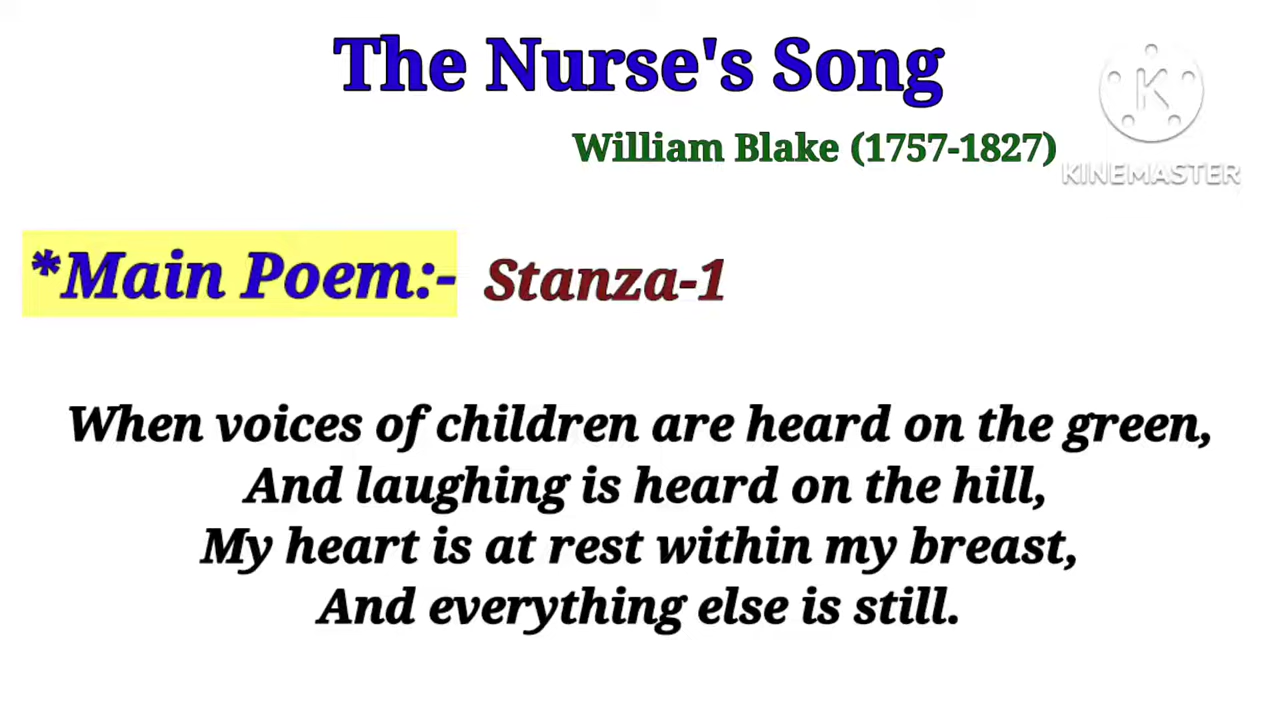 The Nurse's Song
William Blake (1757-1827)
K
KINEMASTER
*Main Poem:- Stanza-1
When voices of children are heard on the green,
And laughing is heard on the hill,
My heart is at rest within my breast,
And everything else is still.